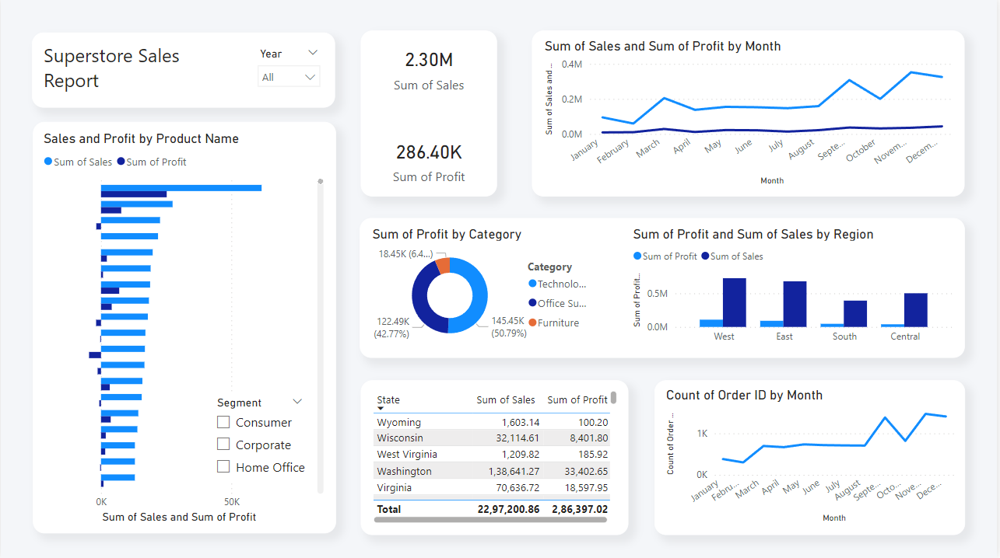 Superstore Sales
Report
Year
All
2.30M
Sum of Sales
286.40K
Sum of Profit
Sum of Sales and Sum of Profit by Month
Sum of Sales and ...
0.4M
0.2M
0.0M
January
February
March
April
May
June
July
August
Septe...
October
Novem...
Decem...
Month
Sales and Profit by Product Name
Sum of Sales
Sum of Profit
0K
50K
Sum of Sales and Sum of Profit
Segment
Consumer
Corporate
Home Office
Sum of Profit by Category
18.45K (6.4...)
122.49K
(42.77%)
145.45K
(50.79%)
Category
Technolo...
Office Su...
Furniture
Sum of Profit and Sum of Sales by Region
Sum of Profit
Sum of Sales
Sum of Profit...
0.5M
0.0M
West
East
South
Central
State Sum of Sales Sum of Profit
Wyoming 1,603.14 100.20
Wisconsin 32,114.61 8,401.80
West Virginia 1,209.82 185.92
Washington 1,38,641.27 33,402.65
Virginia 70,636.72 18,597.95
Total 22,97,200.86 2,86,397.02
Count of Order ID by Month
Count of Order ...
1K
0K
January
Febru...
March
April
May
June
July
August
Septe...
Octo...
Nove...
Dece...
Month